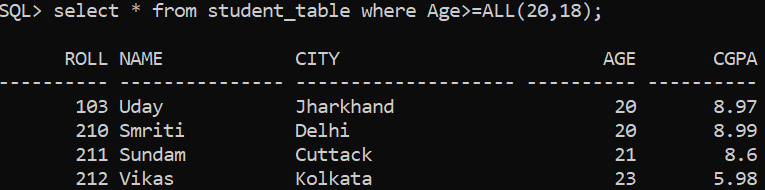 SQL> select * from student_table where Age>=ALL(20,18);
ROLL NAME CITY AGE CGPA
---------- --------------- -------------------- ---------- ----------
103 Uday Jharkhand 20 8.97
210 Smriti Delhi 20 8.99
211 Sundam Cuttack 21 8.6
212 Vikas Kolkata 23 5.98